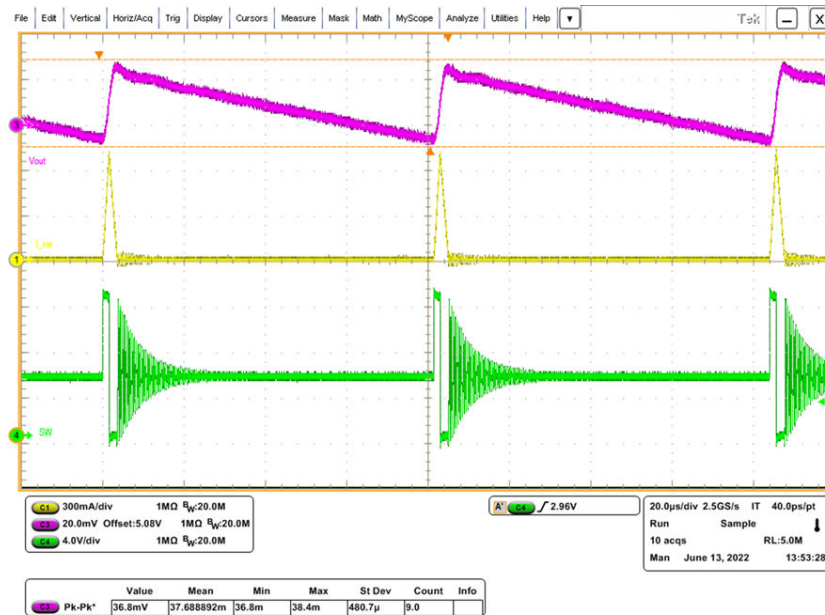 File Edit Vertical Horiz/Acq Trig Display Cursors Measure Mask Math MyScope Analyze Utilities Help Tek X
3
Vout
1
4
SW
C1 300mA/div 1MΩ BW:20.0M
C3 20.0mV Offset:5.08V 1MΩ BW:20.0M
C4 4.0V/div 1MΩ BW:20.0M
A' C4 2.96V
20.0µs/div 2.5GS/s IT 40.0ps/pt
Run Sample
10 acqs RL:5.0M
Man June 13, 2022 13:53:28
Value Mean Min Max St Dev Count Info
C3 Pk-Pk* 36.8mV 37.688892m 36.8m 38.4m 480.7µ 9.0